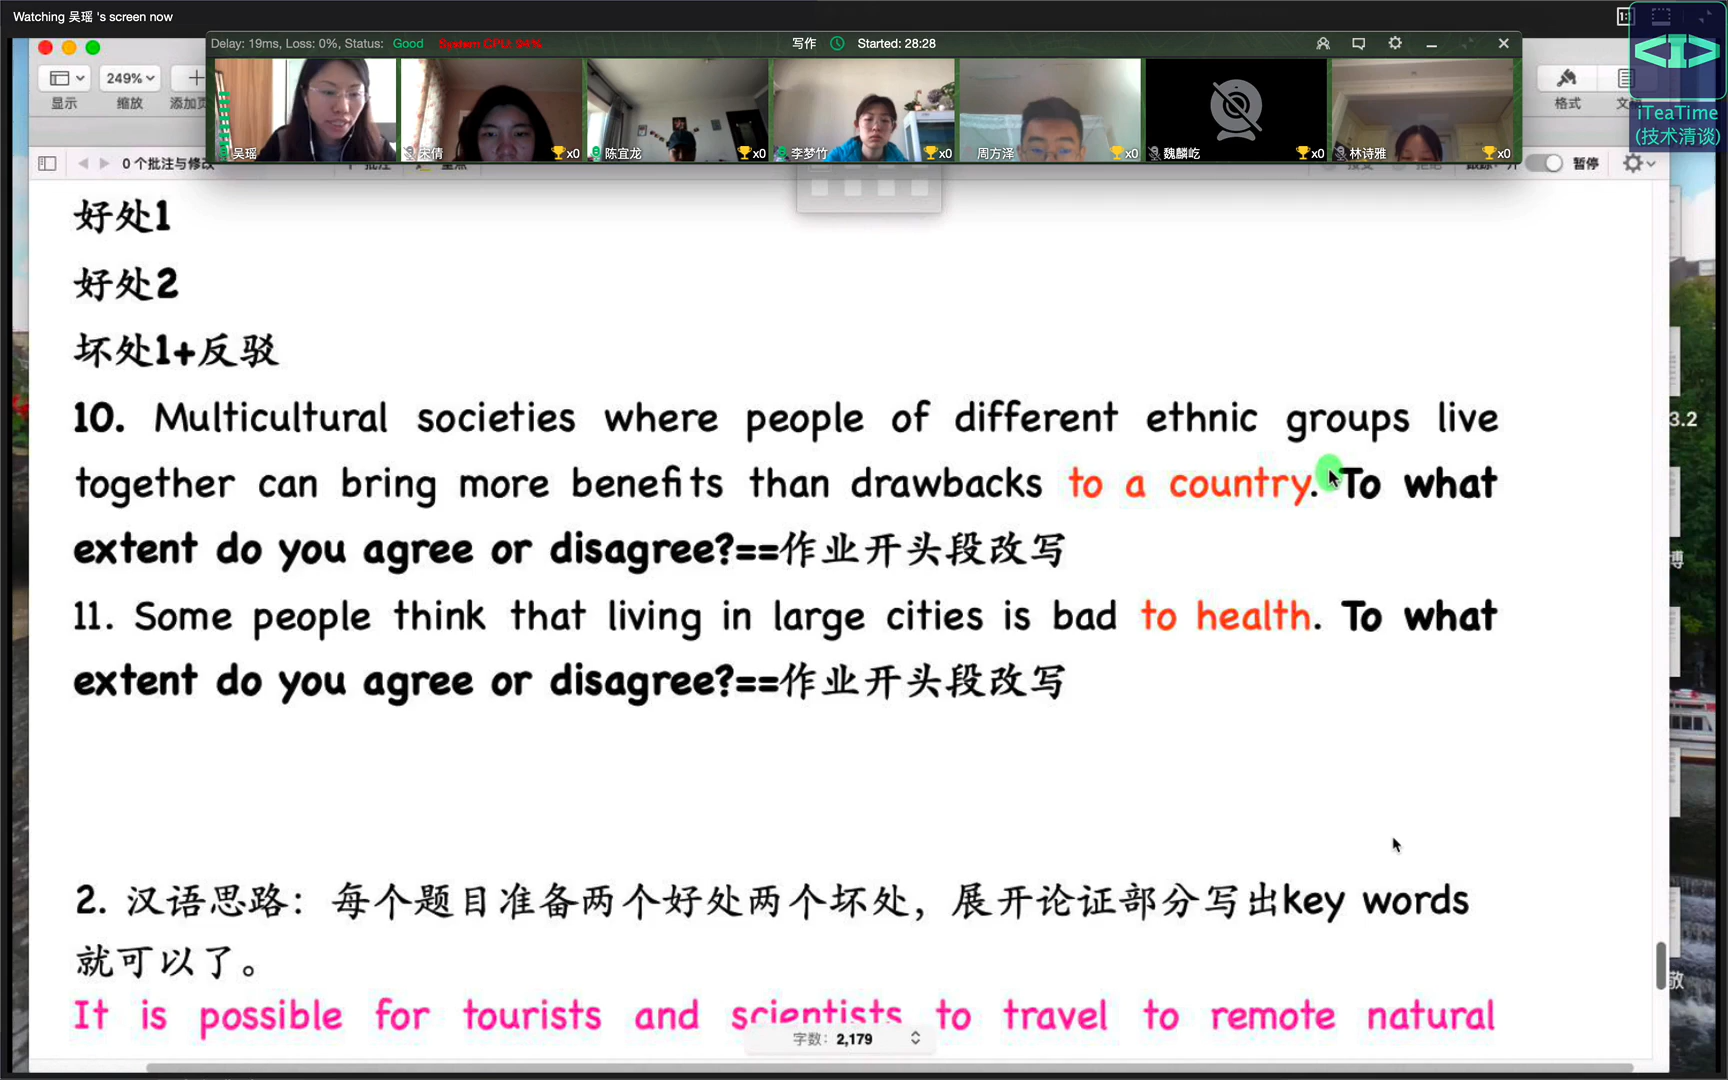 Watching 吴瑶 's screen now
Delay: 19ms, Loss: 0%, Status: Good System CPU: 94% 写作 Started: 28:28
249%
显示 缩放 添加页 格式
iTeaTime
(技术清谈)
吴瑶 x0 陈宜龙 x0 李梦竹 x0 周方泽 x0 魏麟屹 x0 林诗雅 x0
0 个批注与修改 暂停
好处1
好处2
坏处1+反驳
10. Multicultural societies where people of different ethnic groups live
together can bring more benefits than drawbacks to a country. To what
extent do you agree or disagree?==作业开头段改写
11. Some people think that living in large cities is bad to health. To what
extent do you agree or disagree?==作业开头段改写
2. 汉语思路：每个题目准备两个好处两个坏处，展开论证部分写出key words
就可以了。
It is possible for tourists and scientists to travel to remote natural
字数: 2,179
3.2